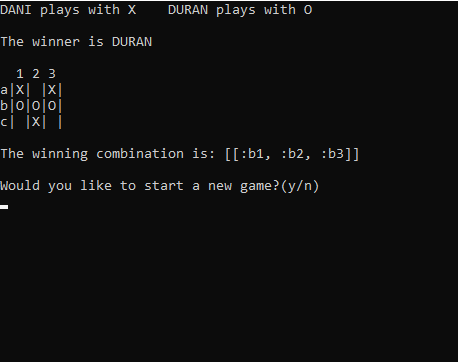 DANI plays with X    DURAN plays with O
The winner is DURAN
  1 2 3
a|X| |X|
b|O|O|O|
c| |X| |
The winning combination is: [[:b1, :b2, :b3]]
Would you like to start a new game?(y/n)